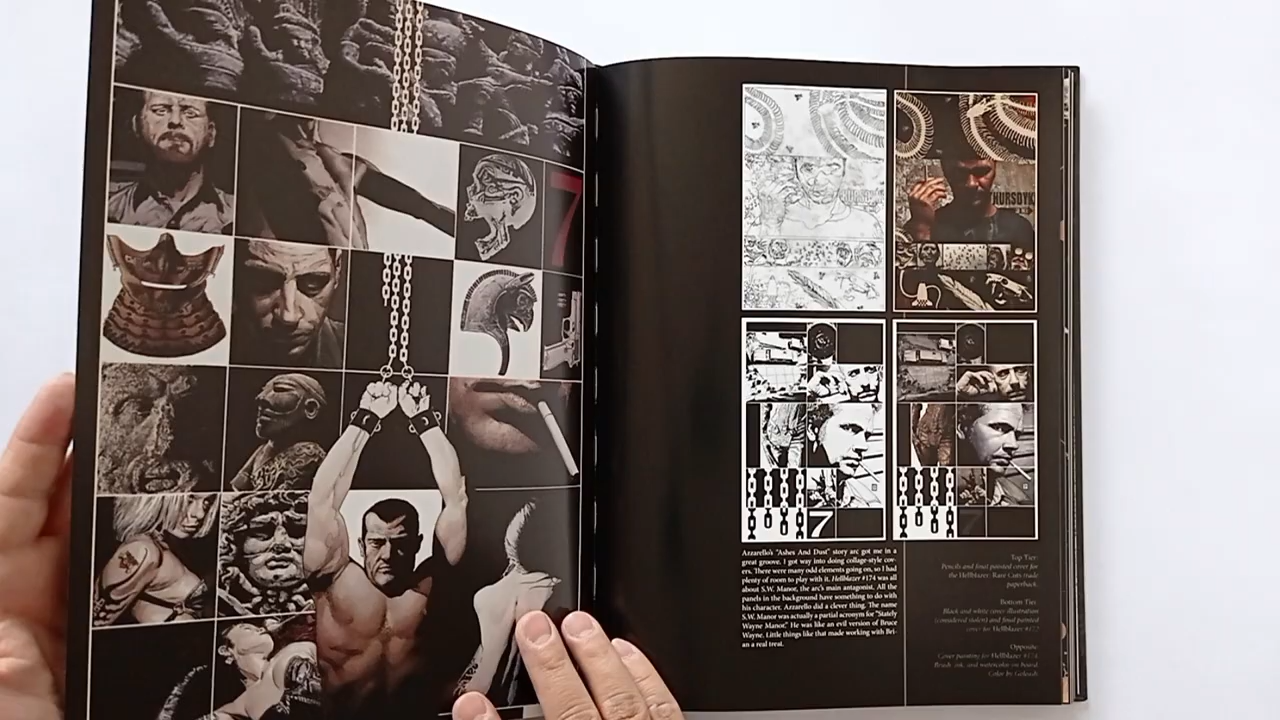 7
HURSOVK
7
Azzarello's "Ashes And Dust" story arc got me in a
great groove. I got way into doing collage-style cov-
ers. There were many odd elements going on, so I had
plenty of room to play with it. Hellblazer #174 was all
about S.W. Manor, the arc's main antagonist. All the
panels in the background have something to do with
his character. Azzarello did a clever thing. The name
S.W. Manor was actually a partial acronym for "Stately
Wayne Manor." He was like an evil version of Bruce
Wayne. Little things like that made working with Bri-
an a real treat.
Top Tier:
Pencils and final painted cover for
the Hellblazer: Rare Cuts trade
paperback.
Bottom Tier:
Black and white cover illustration
(considered stolen) and final painted
cover for Hellblazer
Opposite:
Cover painting for Hellblazer #174.
Brush, ink, and watercolor on board.
Color by